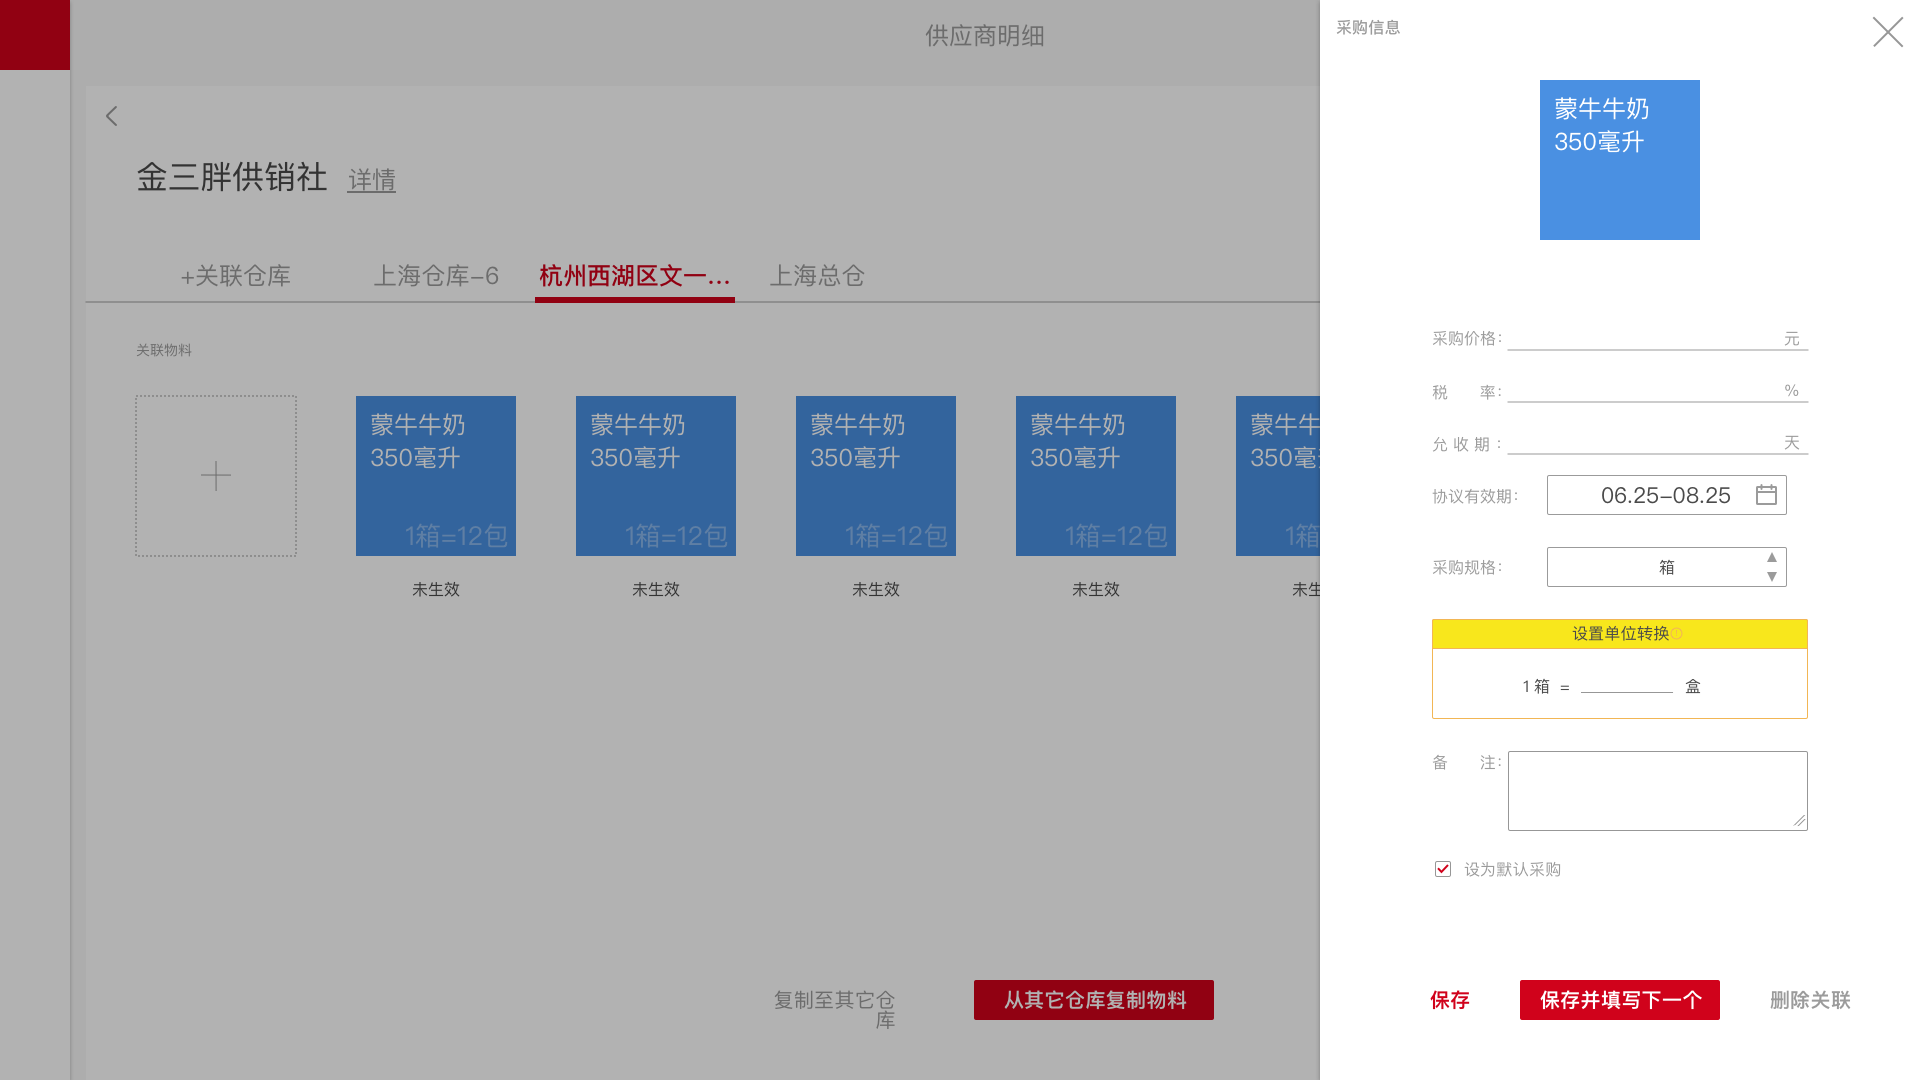 供应商明细
金三胖供销社 详情
+关联仓库 上海仓库-6 杭州西湖区文一... 上海总仓
关联物料
蒙牛牛奶
350毫升
1箱=12包
未生效
蒙牛牛奶
350毫升
1箱=12包
未生效
蒙牛牛奶
350毫升
1箱=12包
未生效
蒙牛牛奶
350毫升
1箱=12包
未生效
蒙牛牛
350毫
1箱
未生
复制至其它仓
库
从其它仓库复制物料
采购信息
蒙牛牛奶
350毫升
采购价格: 元
税 率: %
允 收 期 : 天
协议有效期: 06.25-08.25
采购规格: 箱
设置单位转换
1 箱 = 盒
备 注:
设为默认采购
保存 保存并填写下一个 删除关联